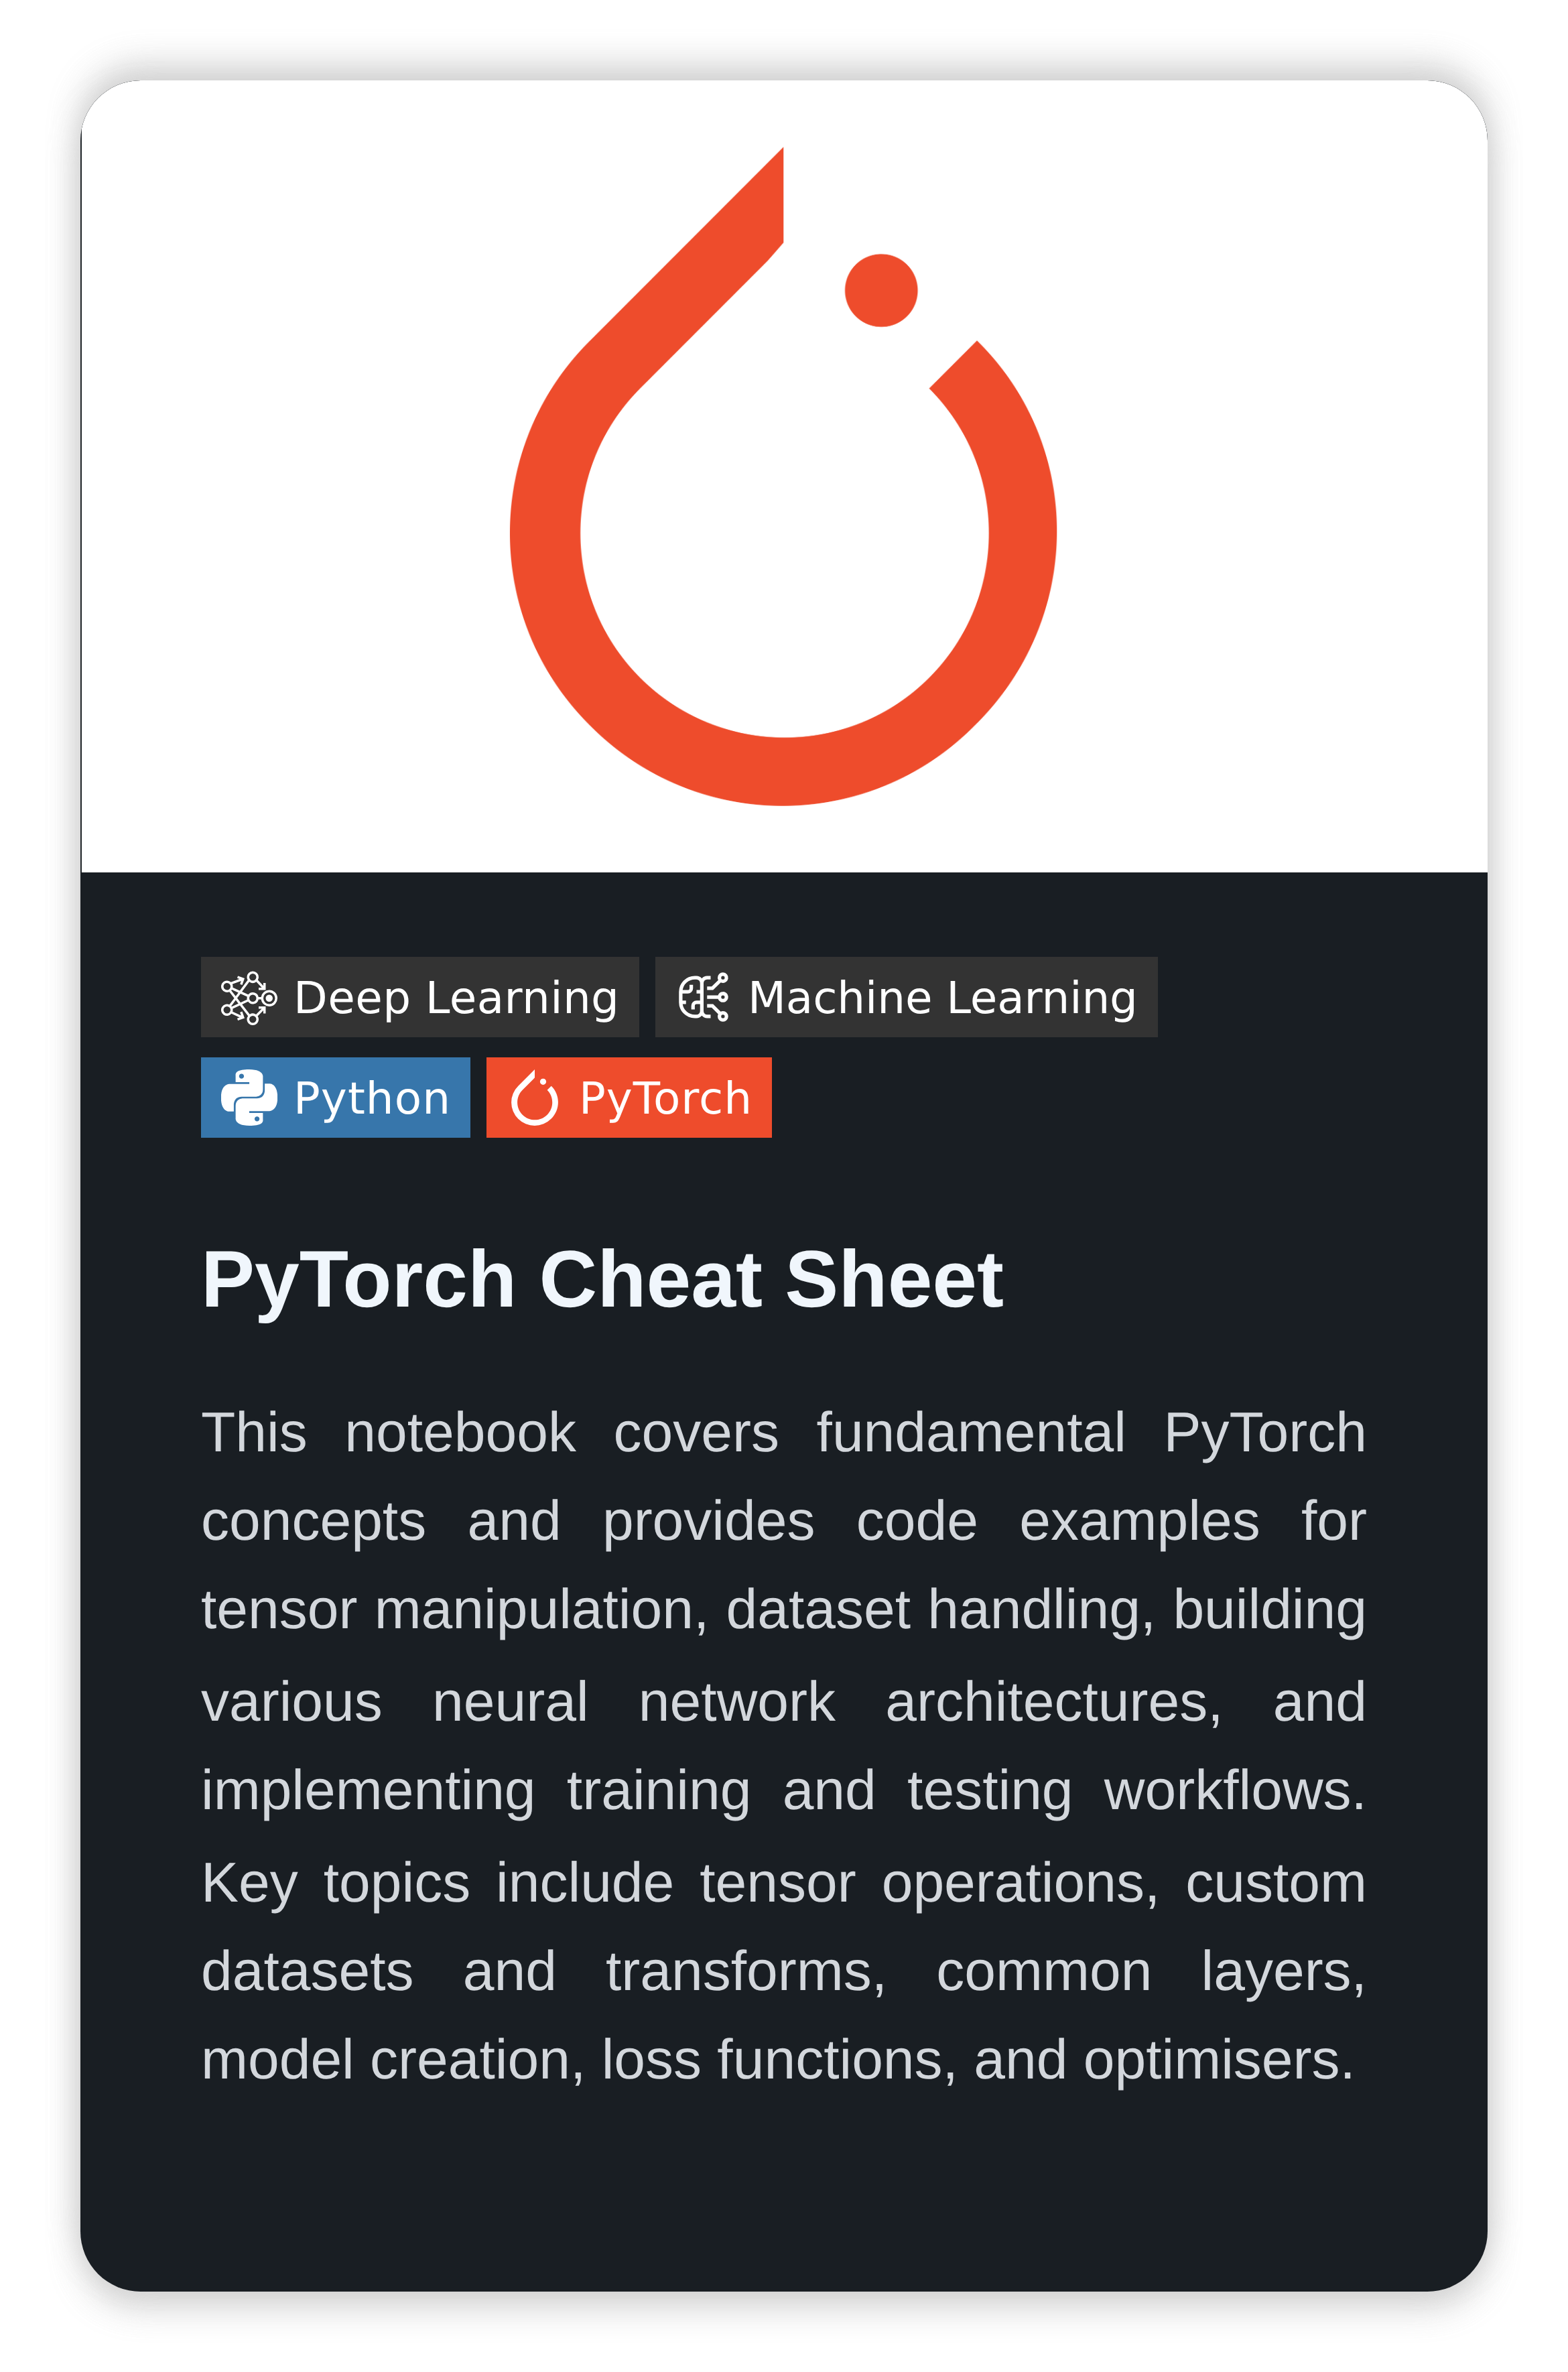 Deep Learning
Machine Learning
Python
PyTorch
PyTorch Cheat Sheet
This notebook covers fundamental PyTorch
concepts and provides code examples for
tensor manipulation, dataset handling, building
various neural network architectures, and
implementing training and testing workflows.
Key topics include tensor operations, custom
datasets and transforms, common layers,
model creation, loss functions, and optimisers.